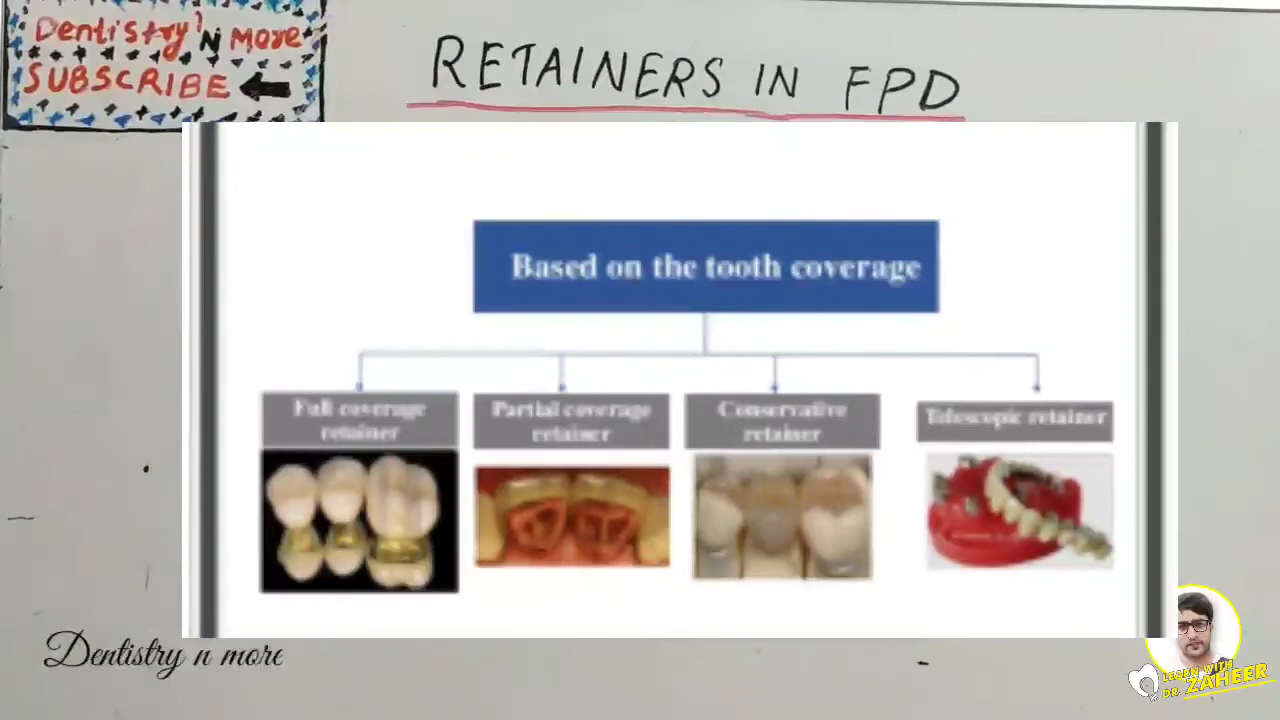 Dentistry 'N More
SUBSCRIBE
RETAINERS IN FPD
Based on the tooth coverage
Full coverage
retainer
Partial coverage
retainer
Conservative
retainer
Telescopic retainer
Dentistry n more
LEARN WITH
DR. ZAHEER